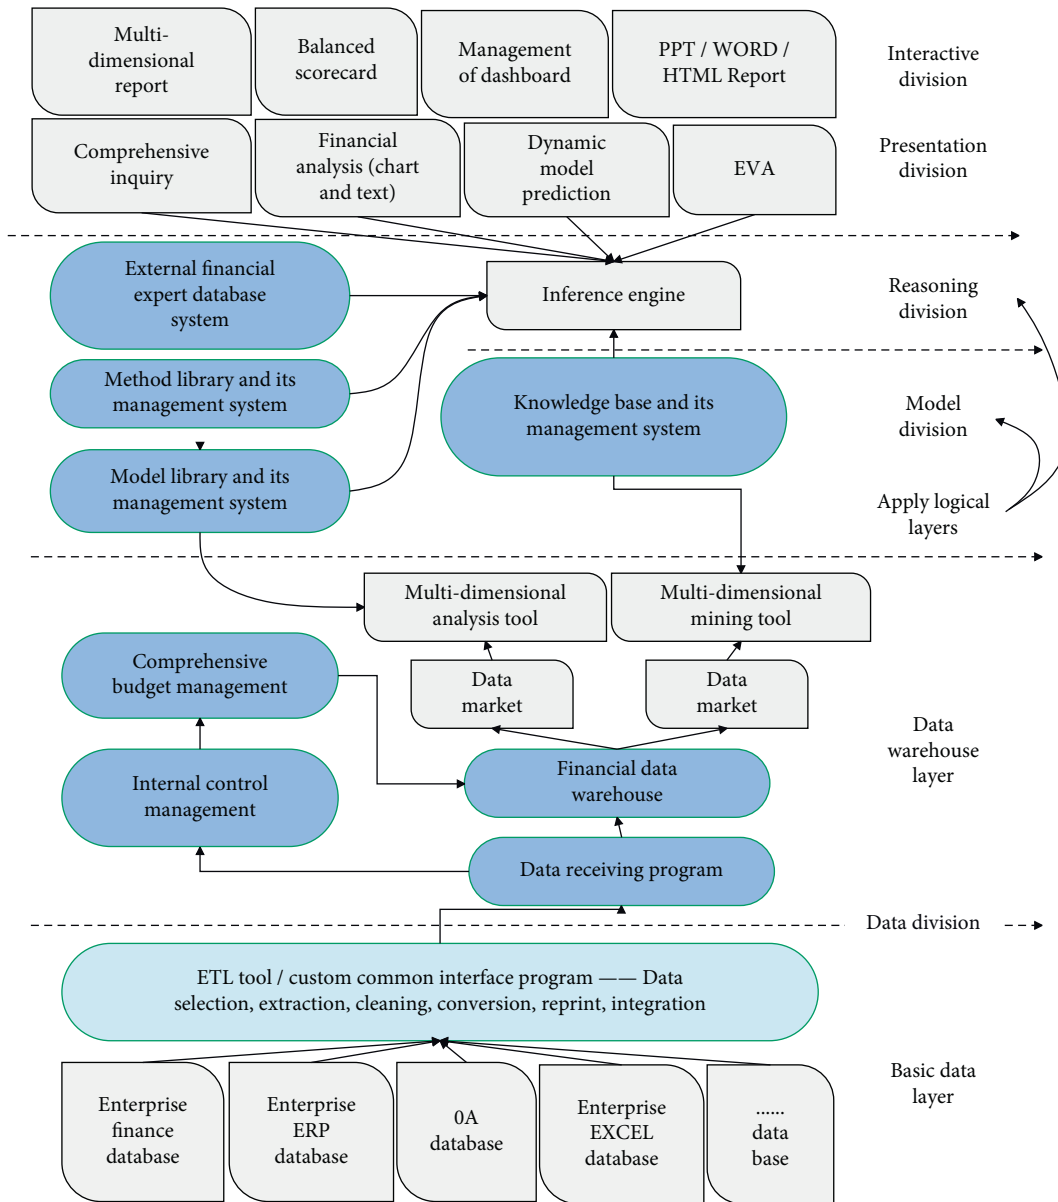 Multi-
dimensional
report
Balanced
scorecard
Management
of dashboard
PPT / WORD /
HTML Report
Interactive
division
Comprehensive
inquiry
Financial
analysis (chart
and text)
Dynamic
model
prediction
EVA
Presentation
division
External financial
expert database
system
Inference engine
Reasoning
division
Method library and its
management system
Knowledge base and its
management system
Model
division
Model library and its
management system
Apply logical
layers
Multi-dimensional
analysis tool
Multi-dimensional
mining tool
Comprehensive
budget management
Data
market
Data
market
Data
warehouse
layer
Internal control
management
Financial data
warehouse
Data receiving program
Data division
ETL tool / custom common interface program —— Data
selection, extraction, cleaning, conversion, reprint, integration
Basic data
layer
Enterprise
finance
database
Enterprise
ERP
database
0A
database
Enterprise
EXCEL
database
......
data
base